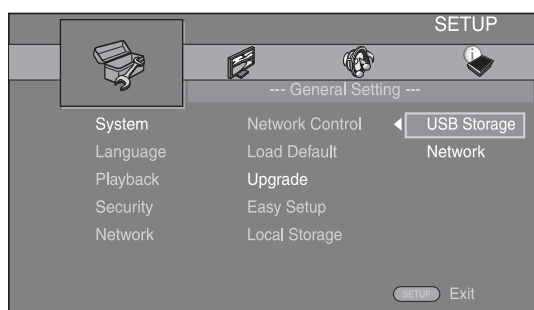 SETUP
--- General Setting ---
System Network Control USB Storage
Language Load Default Network
Playback Upgrade
Security Easy Setup
Network Local Storage
SETUP Exit